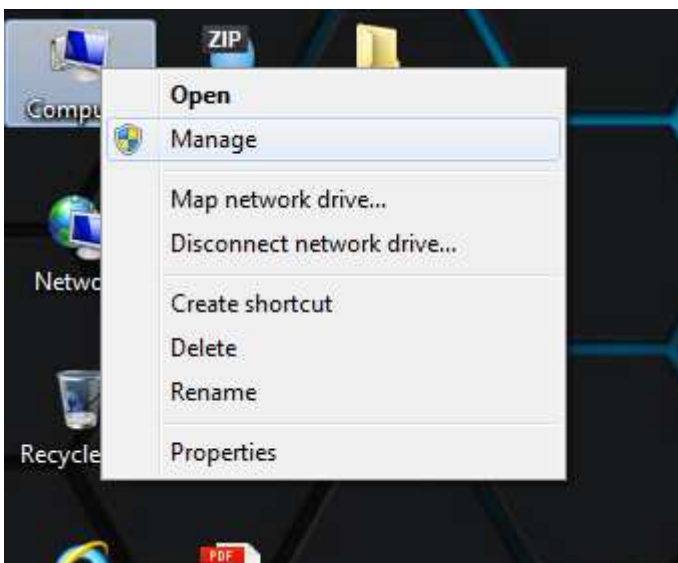 ZIP
Compu
Open
Manage
Map network drive...
Disconnect network drive...
Netwo
Create shortcut
Delete
Rename
Recycle
Properties
PDF